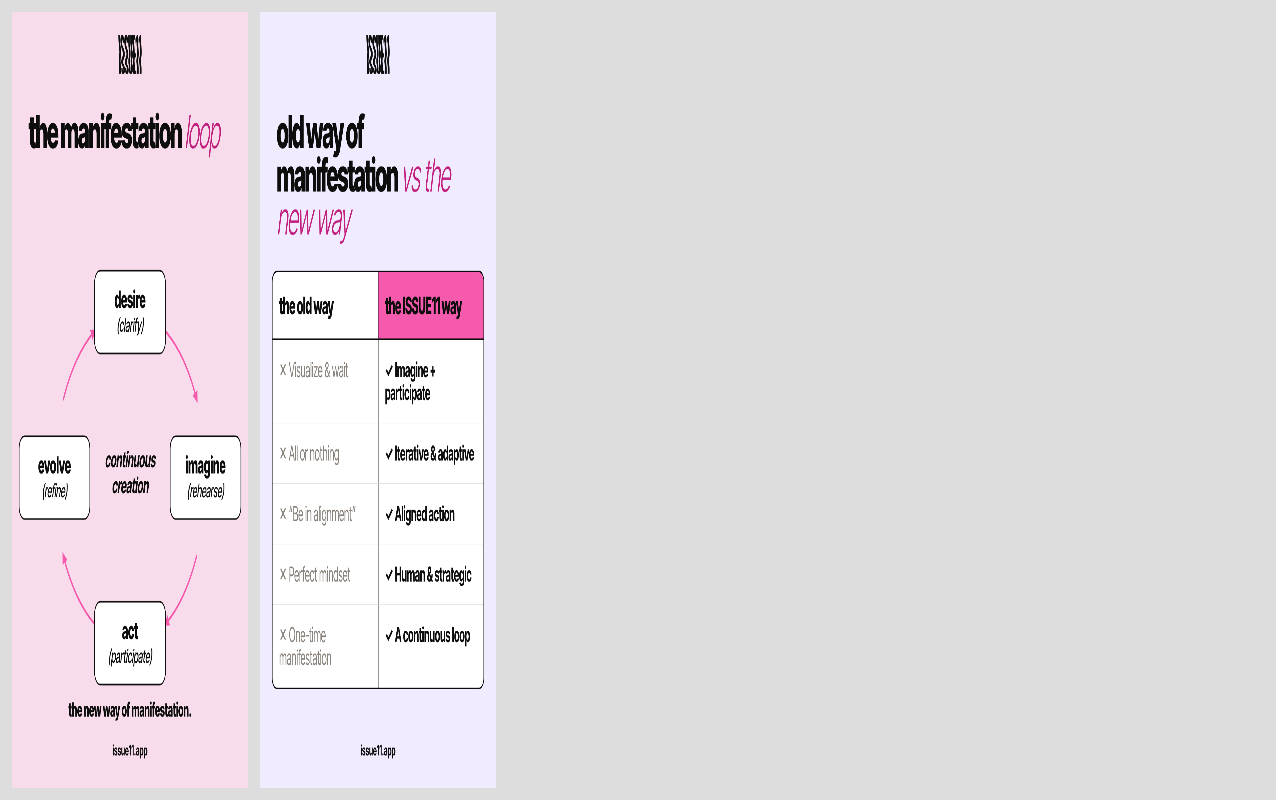 ISSUE11
the manifestation loop
desire
(clarify)
evolve
(refine)
continuous
creation
imagine
(rehearse)
act
(participate)
the new way of manifestation.
issue11.app
ISSUE11
old way of
manifestation vs the
new way
the old way
the ISSUE11 way
✕ Visualize & wait
✓ Imagine +
participate
✕ All or nothing
✓ Iterative & adaptive
✕ "Be in alignment"
✓ Aligned action
✕ Perfect mindset
✓ Human & strategic
✕ One-time
manifestation
✓ A continuous loop
issue11.app